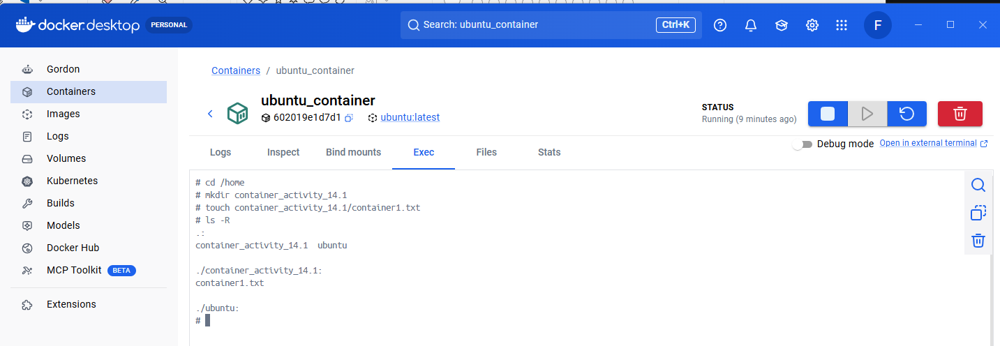 docker.desktop PERSONAL
Search: ubuntu_container Ctrl+K
F
Gordon
Containers
Images
Logs
Volumes
Kubernetes
Builds
Models
Docker Hub
MCP Toolkit BETA
Extensions
Containers / ubuntu_container
ubuntu_container
602019e1d7d1 ubuntu:latest
STATUS
Running (9 minutes ago)
Logs Inspect Bind mounts Exec Files Stats
Debug mode Open in external terminal
# cd /home
# mkdir container_activity_14.1
# touch container_activity_14.1/container1.txt
# ls -R
.:
container_activity_14.1 ubuntu
./container_activity_14.1:
container1.txt
./ubuntu:
#